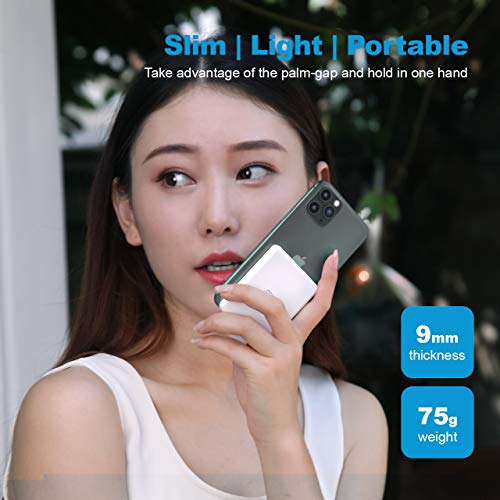 Slim | Light | Portable
Take advantage of the palm-gap and hold in one hand
9mm
thickness
75g
weight